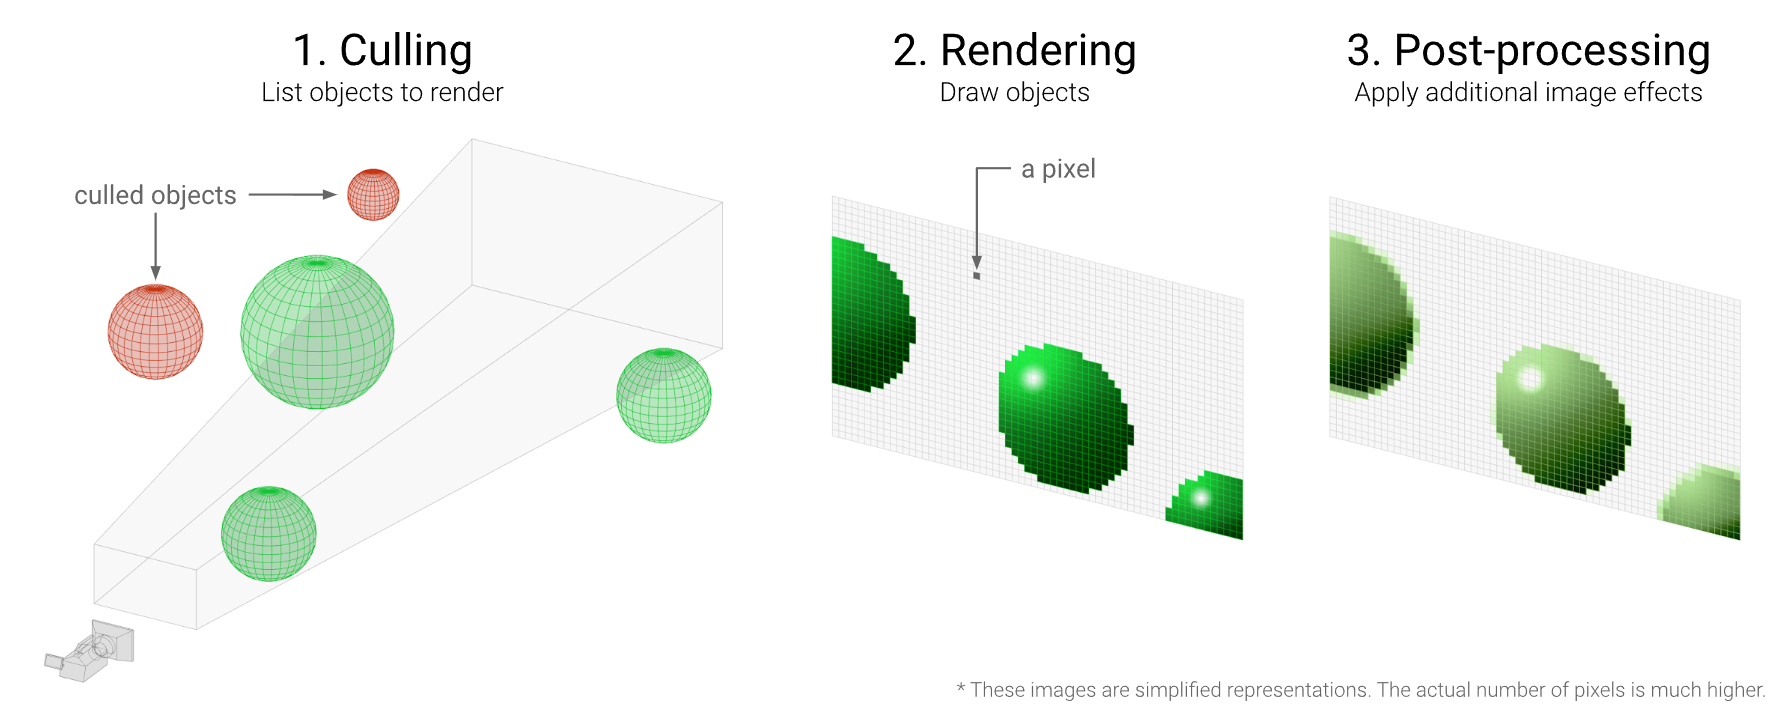 1. Culling
List objects to render
culled objects
2. Rendering
Draw objects
a pixel
3. Post-processing
Apply additional image effects
* These images are simplified representations. The actual number of pixels is much higher.